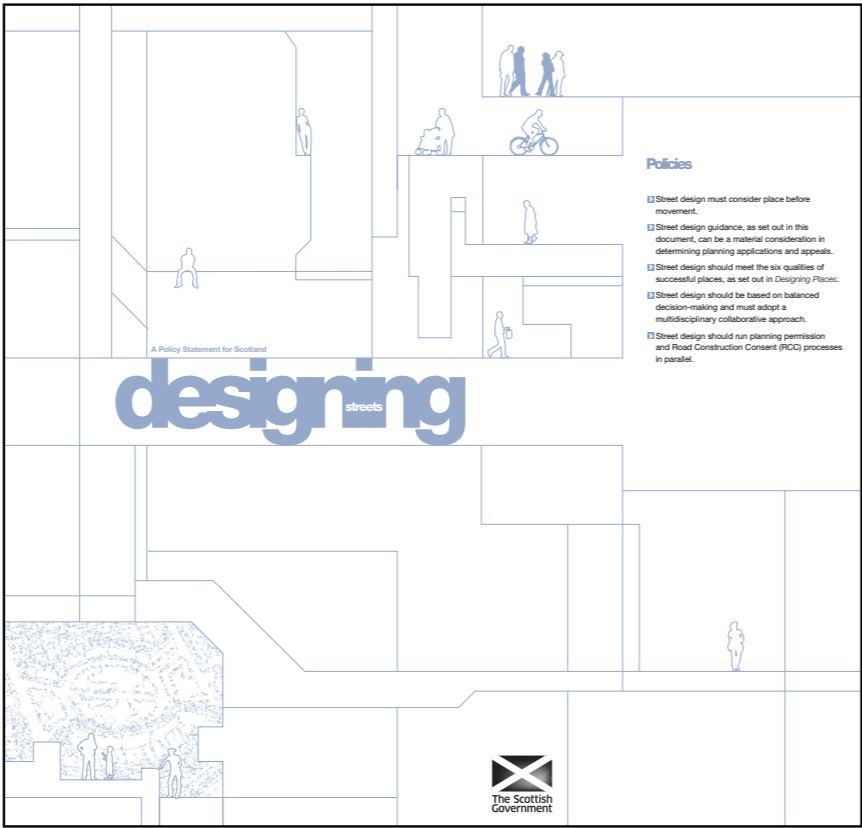 Policies
Street design must consider place before
movement.
Street design guidance, as set out in this
document, can be a material consideration in
determining planning applications and appeals.
Street design should meet the six qualities of
successful places, as set out in Designing Places.
Street design should be based on balanced
decision-making and must adopt a
multidisciplinary collaborative approach.
Street design should run planning permission
and Road Construction Consent (RCC) processes
in parallel.
A Policy Statement for Scotland
designing
streets
The Scottish
Government